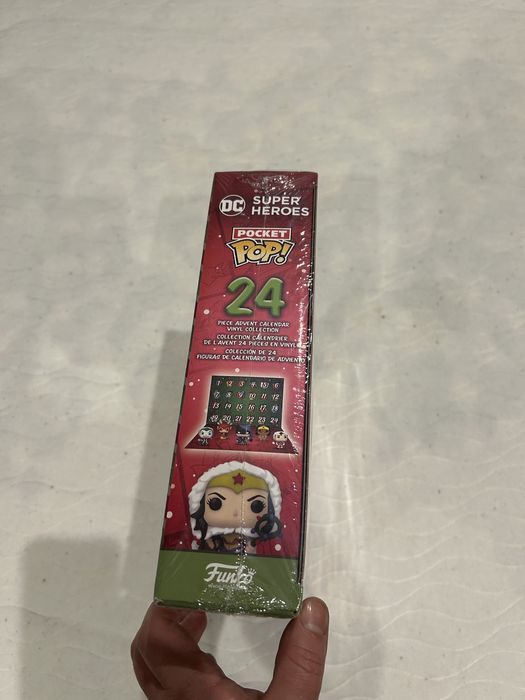 DC SUPER
HEROES
POCKET
POP!
24
PIECE ADVENT CALENDAR
VINYL COLLECTION
COLLECTION CALENDRIER
DE L'AVENT 24 PIÈCES EN VINYLE
COLECCIÓN DE 24
FIGURAS DE CALENDARIO DE ADVIENTO
1 2 3 4 5 6
7 8 9 10 11 12
13 14 15 16 17 18
19 20 21 22 23 24
Funko